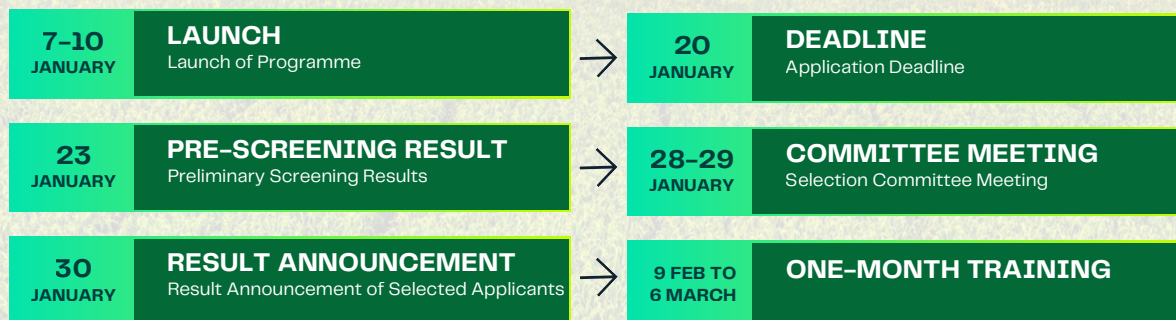 7-10
JANUARY
LAUNCH
Launch of Programme
20
JANUARY
DEADLINE
Application Deadline
23
JANUARY
PRE-SCREENING RESULT
Preliminary Screening Results
28-29
JANUARY
COMMITTEE MEETING
Selection Committee Meeting
30
JANUARY
RESULT ANNOUNCEMENT
Result Announcement of Selected Applicants
9 FEB TO
6 MARCH
ONE-MONTH TRAINING